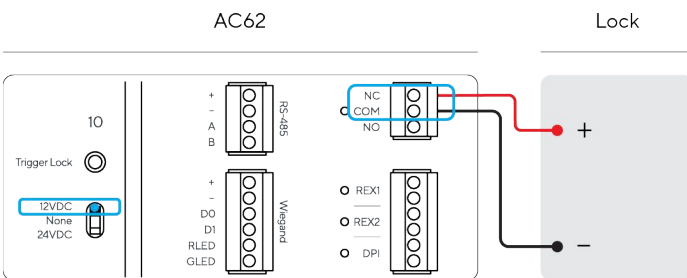 AC62
Lock
10
Trigger Lock
12VDC
None
24VDC
+
-
A
B
RS-485
+
-
D0
D1
RLED
GLED
Wiegand
NC
COM
NO
REX1
REX2
DPI
+
-